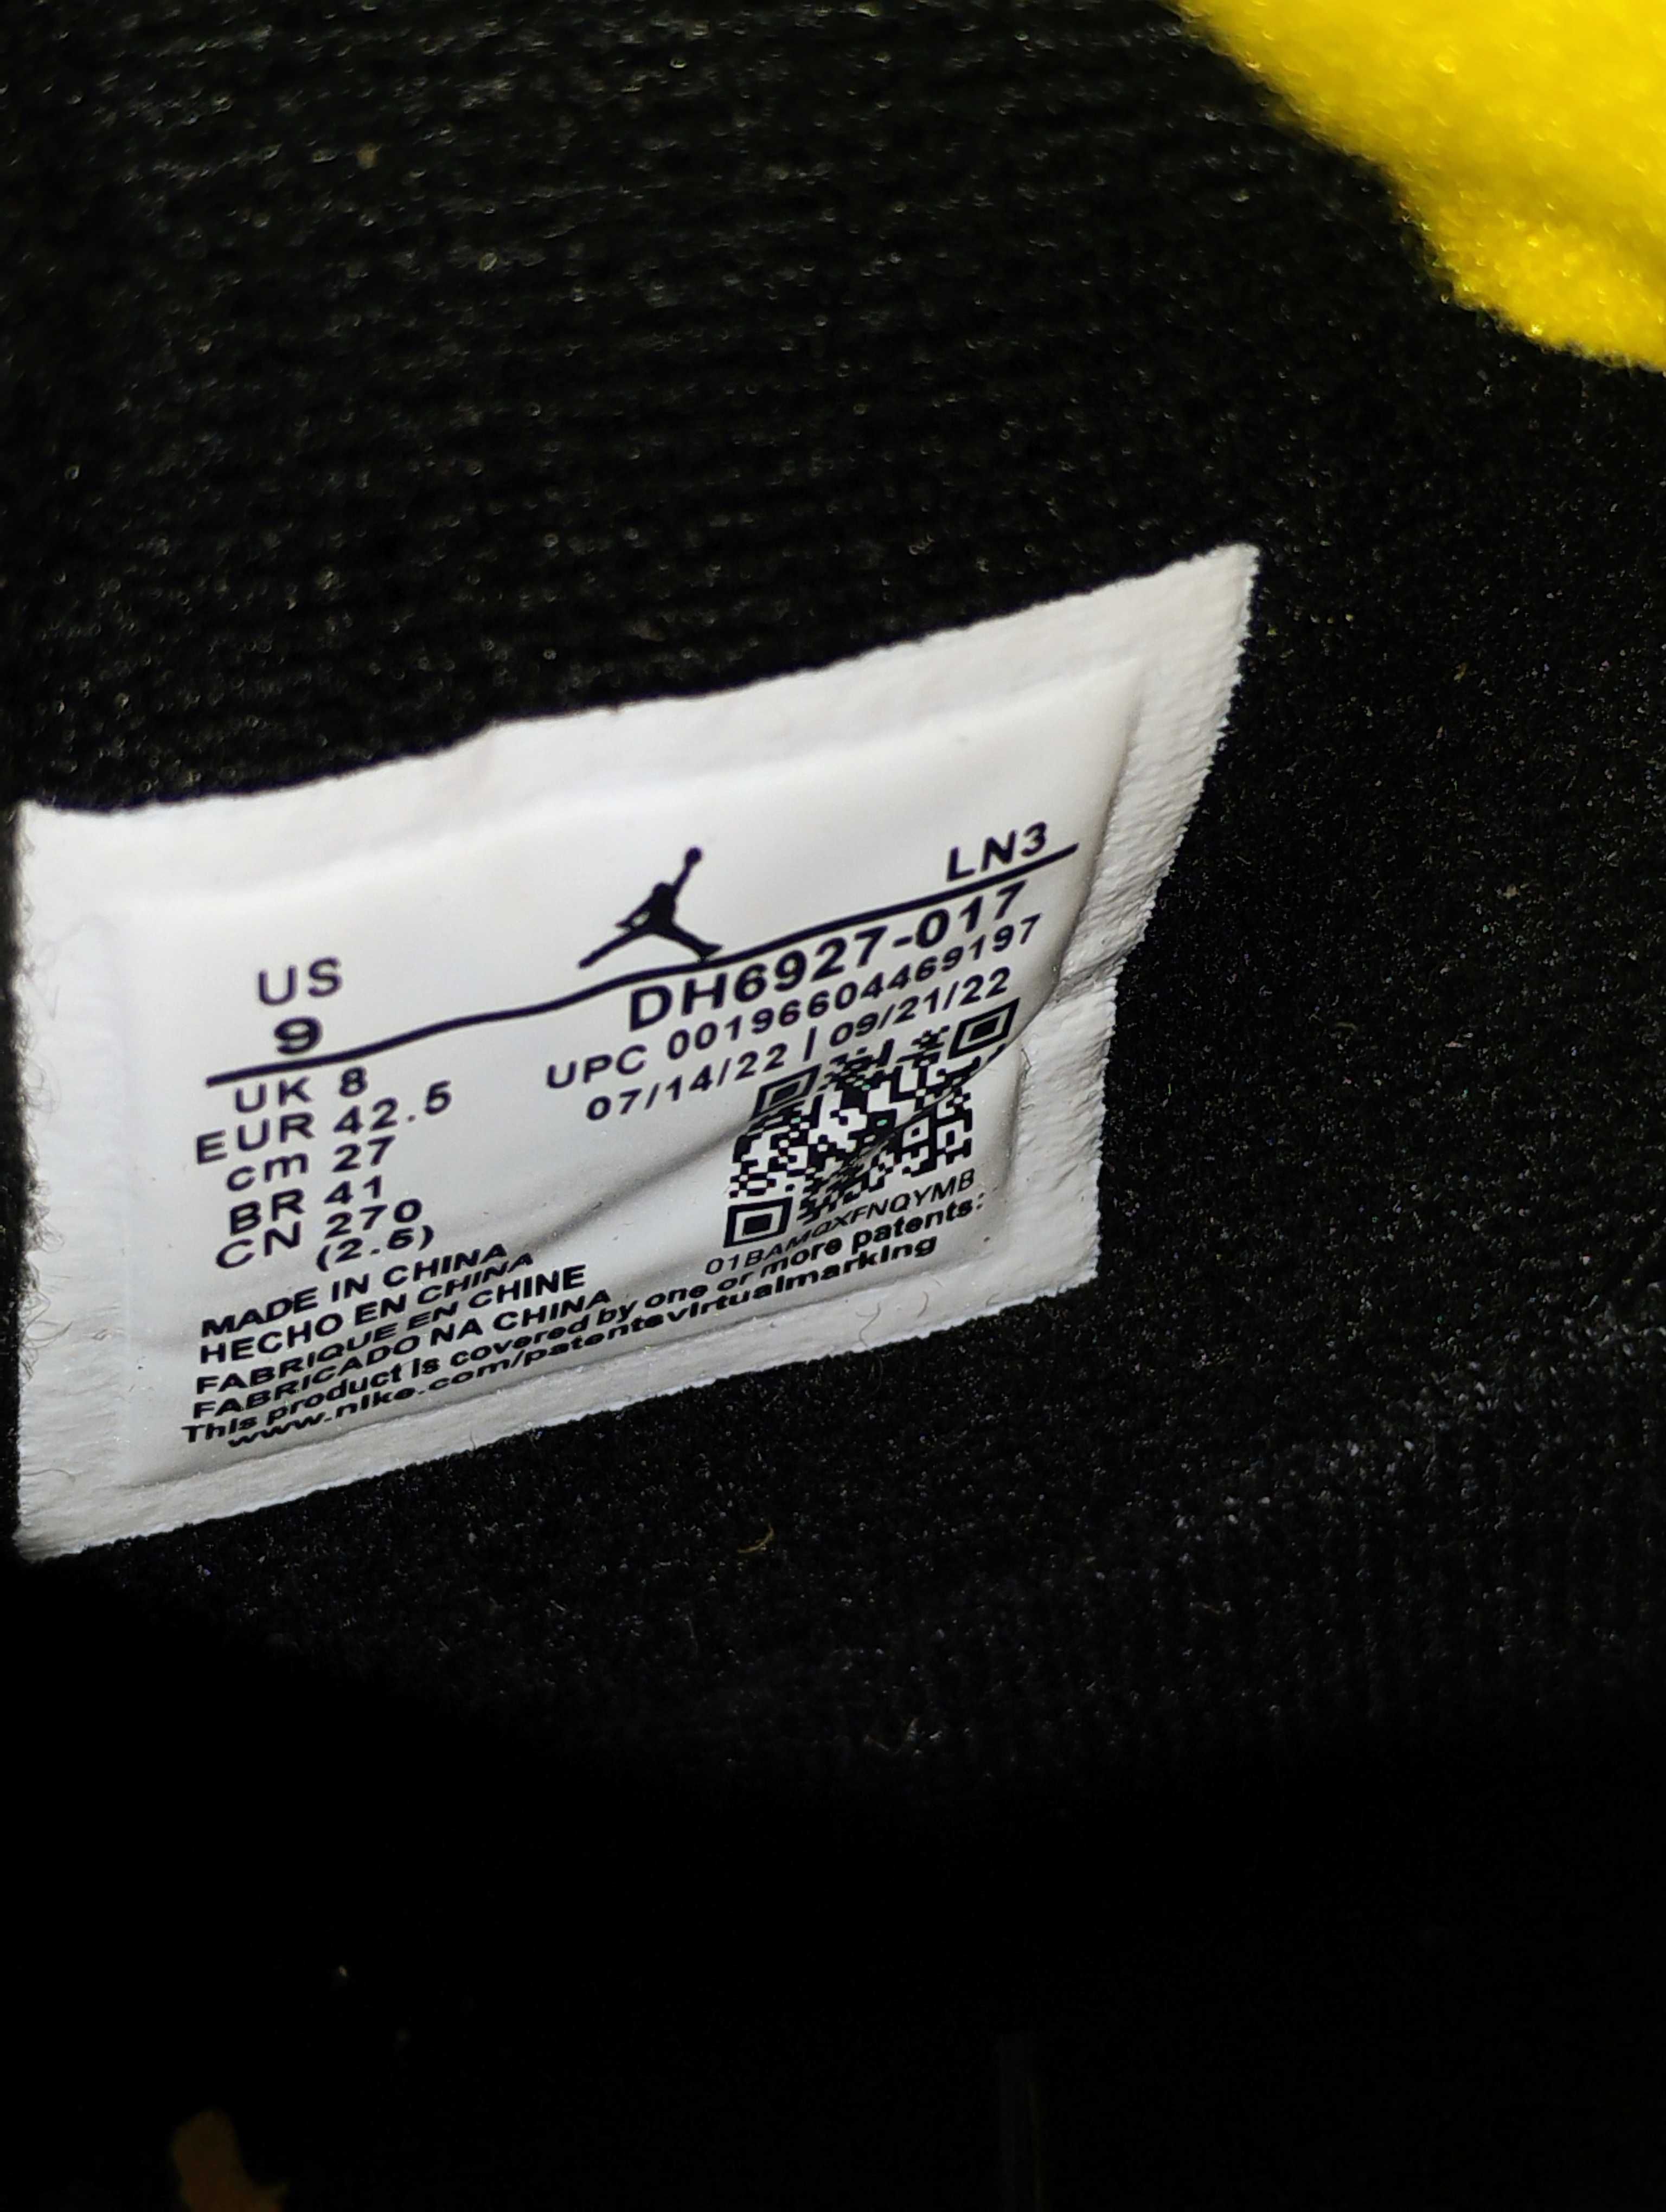 LN3
US
9
DH6927-017
UPC 00196604469197
07/14/22 | 09/21/22
UK 8
EUR 42.5
cm 27
BR 41
CN 270
(2.5)
01BAMQXFNQYMB
MADE IN CHINA
HECHO EN CHINA
FABRIQUE EN CHINE
FABRICADO NA CHINA
This product is covered by one or more patents:
www.nike.com/patentsvirtualmarking